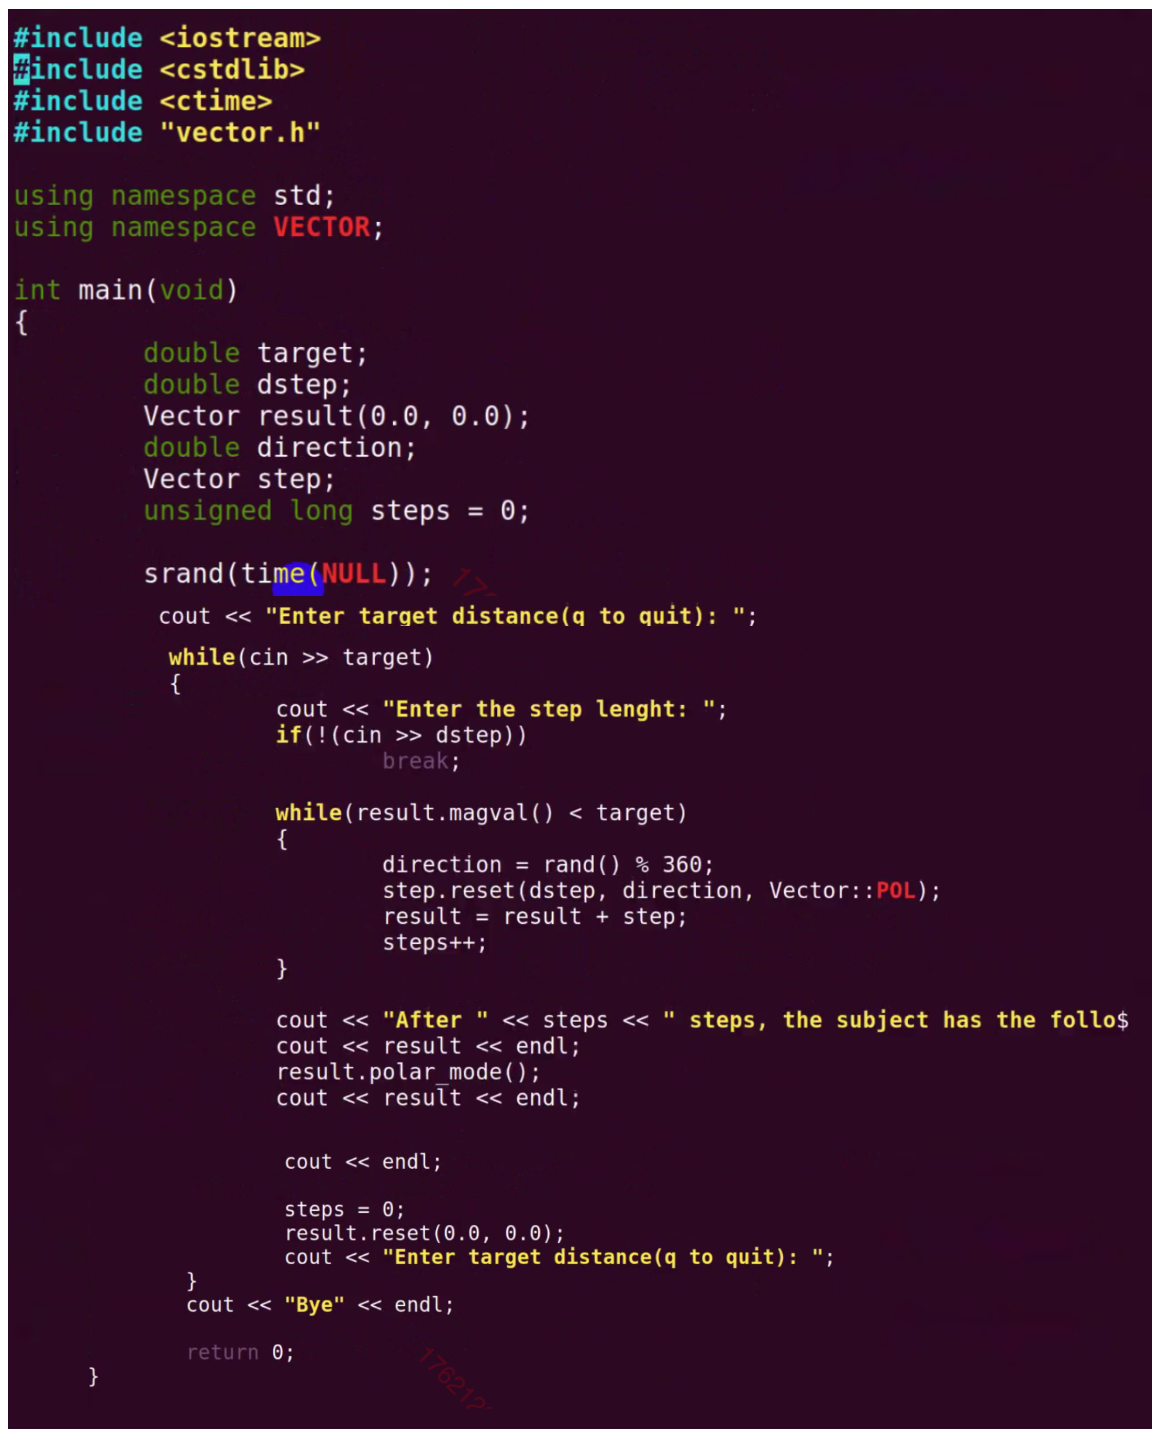 #include <iostream>
#include <cstdlib>
#include <ctime>
#include "vector.h"
using namespace std;
using namespace VECTOR;
int main(void)
{
double target;
double dstep;
Vector result(0.0, 0.0);
double direction;
Vector step;
unsigned long steps = 0;
srand(time(NULL));
cout << "Enter target distance(q to quit): ";
while(cin >> target)
{
cout << "Enter the step lenght: ";
if(!(cin >> dstep))
break;
while(result.magval() < target)
{
direction = rand() % 360;
step.reset(dstep, direction, Vector::POL);
result = result + step;
steps++;
}
cout << "After " << steps << " steps, the subject has the follo$
cout << result << endl;
result.polar_mode();
cout << result << endl;
cout << endl;
steps = 0;
result.reset(0.0, 0.0);
cout << "Enter target distance(q to quit): ";
}
cout << "Bye" << endl;
return 0;
}